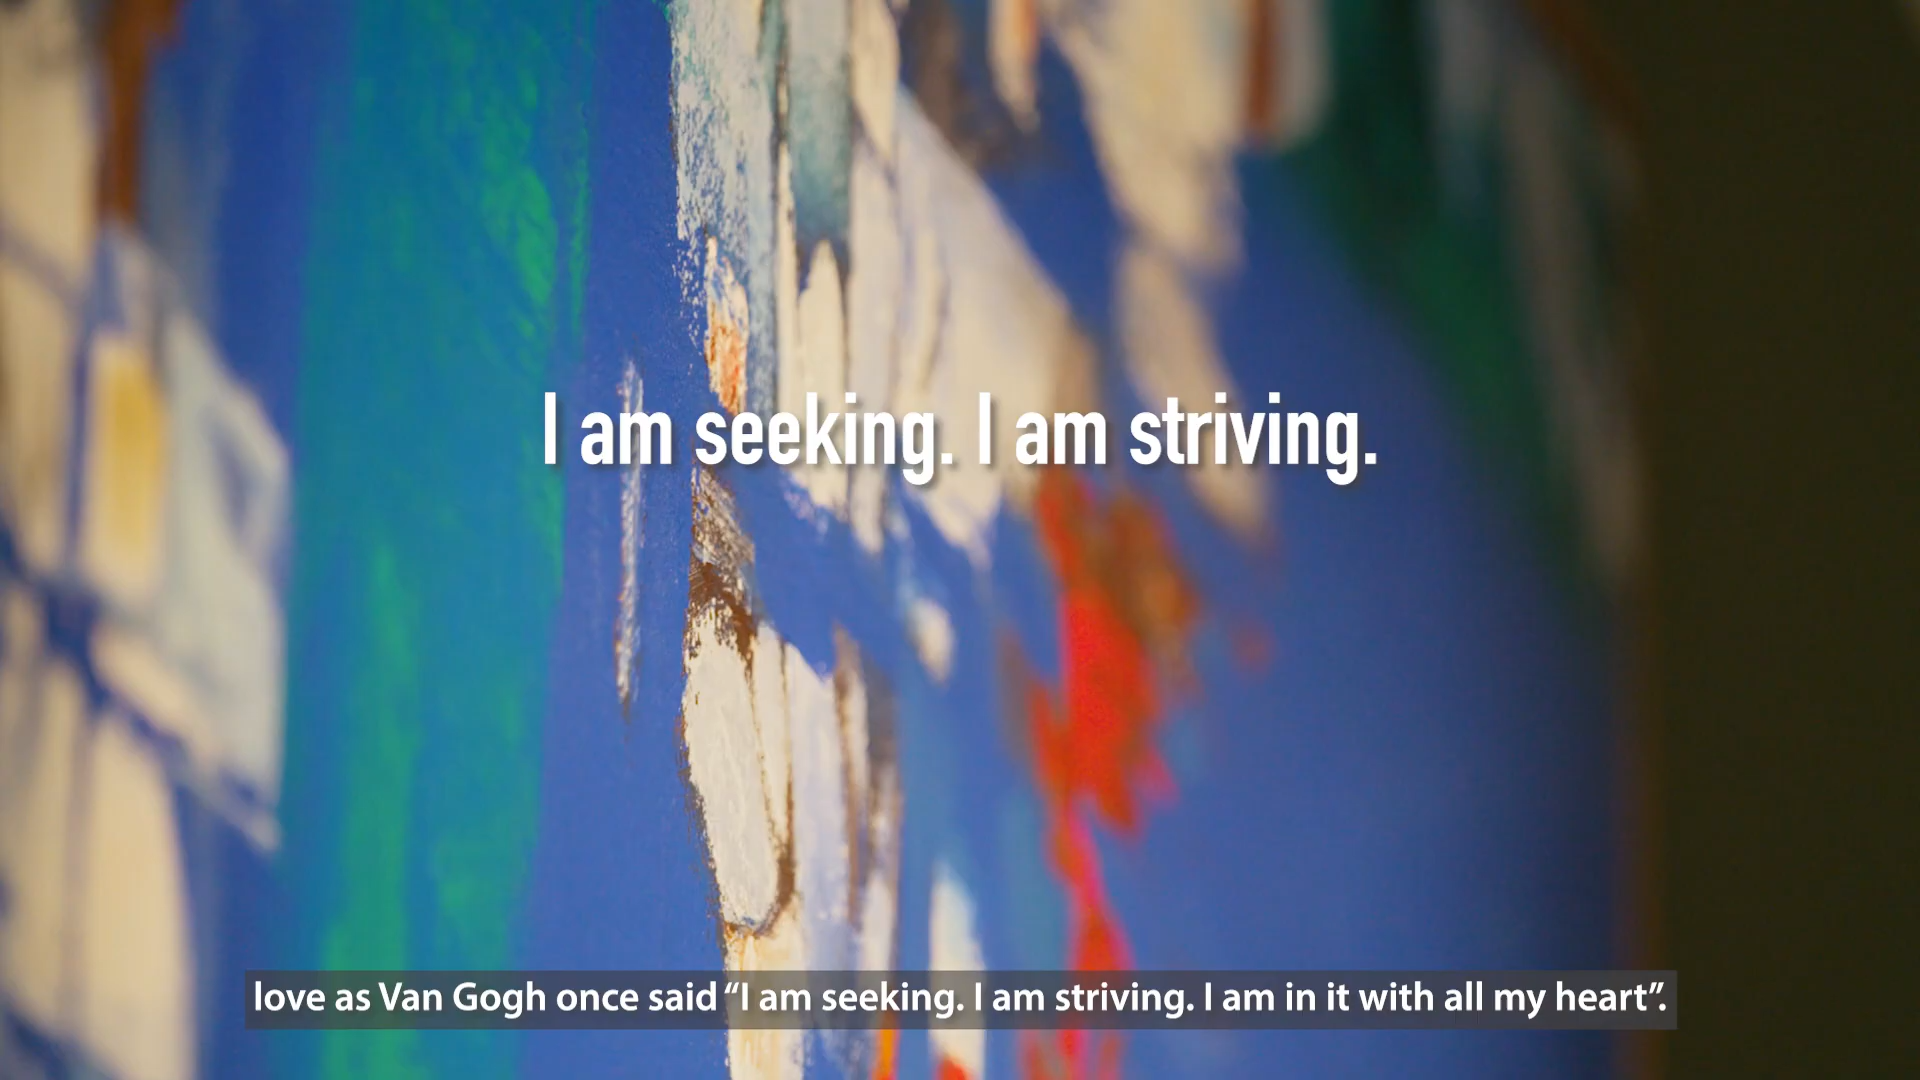 I am seeking. I am striving.
love as Van Gogh once said “I am seeking. I am striving. I am in it with all my heart”.